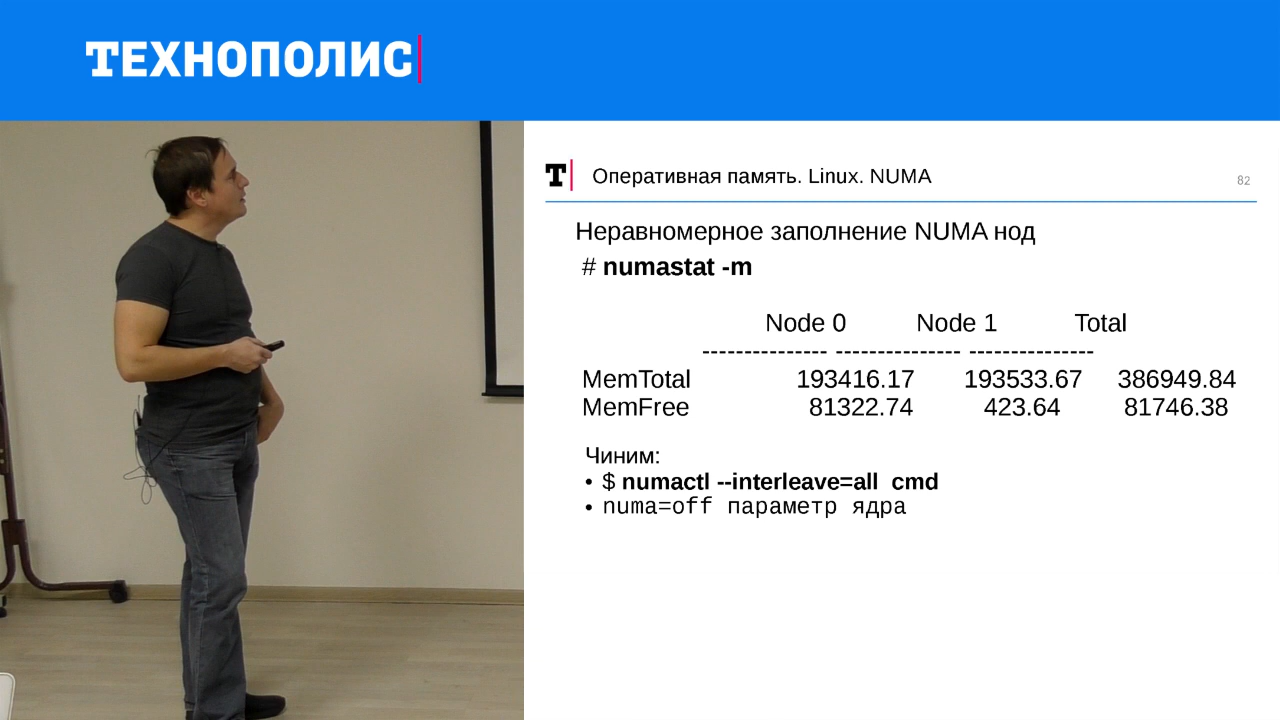 ТЕХНОПОЛИС
Т Оперативная память. Linux. NUMA 82
Неравномерное заполнение NUMA нод
# numastat -m
Node 0 Node 1 Total
--------------- --------------- ---------------
MemTotal 193416.17 193533.67 386949.84
MemFree 81322.74 423.64 81746.38
Чиним:
• $ numactl --interleave=all cmd
• numa=off параметр ядра